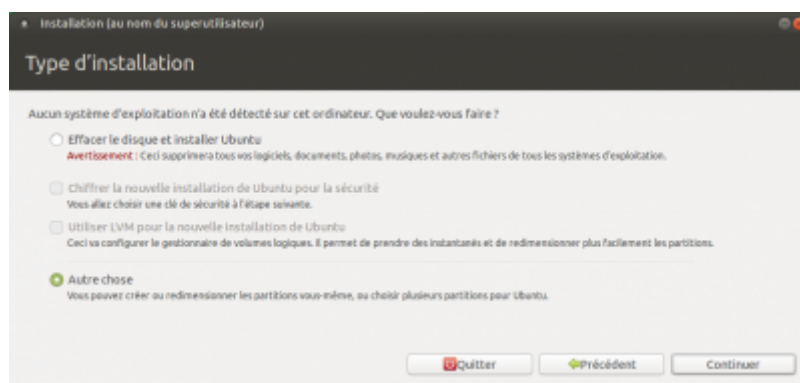 Installation (au nom du superutilisateur)
Type d'installation
Aucun système d'exploitation n'a été détecté sur cet ordinateur. Que voulez-vous faire ?
Effacer le disque et installer Ubuntu
Avertissement : Ceci supprimera tous vos logiciels, documents, photos, musiques et autres fichiers de tous les systèmes d'exploitation.
Chiffrer la nouvelle installation de Ubuntu pour la sécurité
Vous allez choisir une clé de sécurité à l'étape suivante.
Utiliser LVM pour la nouvelle installation de Ubuntu
Ceci va configurer le gestionnaire de volumes logiques. Il permet de prendre des instantanés et de redimensionner plus facilement les partitions.
Autre chose
Vous pouvez créer ou redimensionner les partitions vous-même, ou choisir plusieurs partitions pour Ubuntu.
Quitter Précédent Continuer